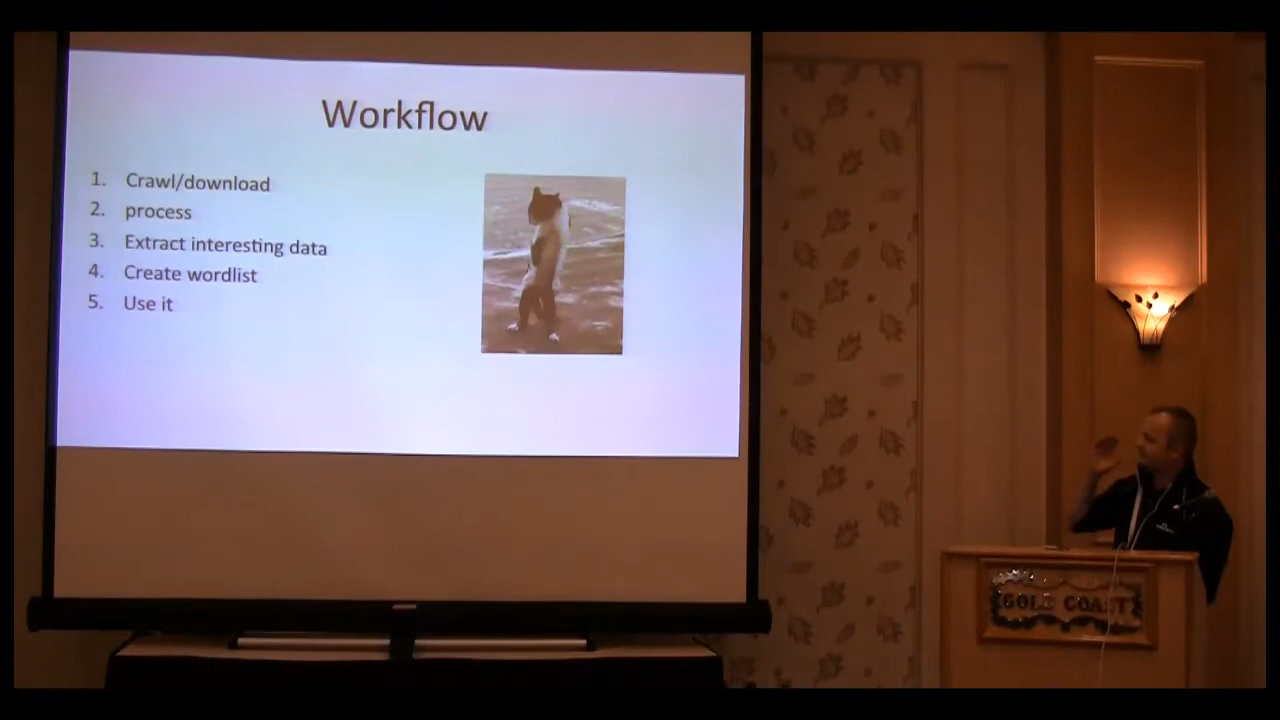 Workflow
1. Crawl/download
2. process
3. Extract interesting data
4. Create wordlist
5. Use it
GOLD COAST